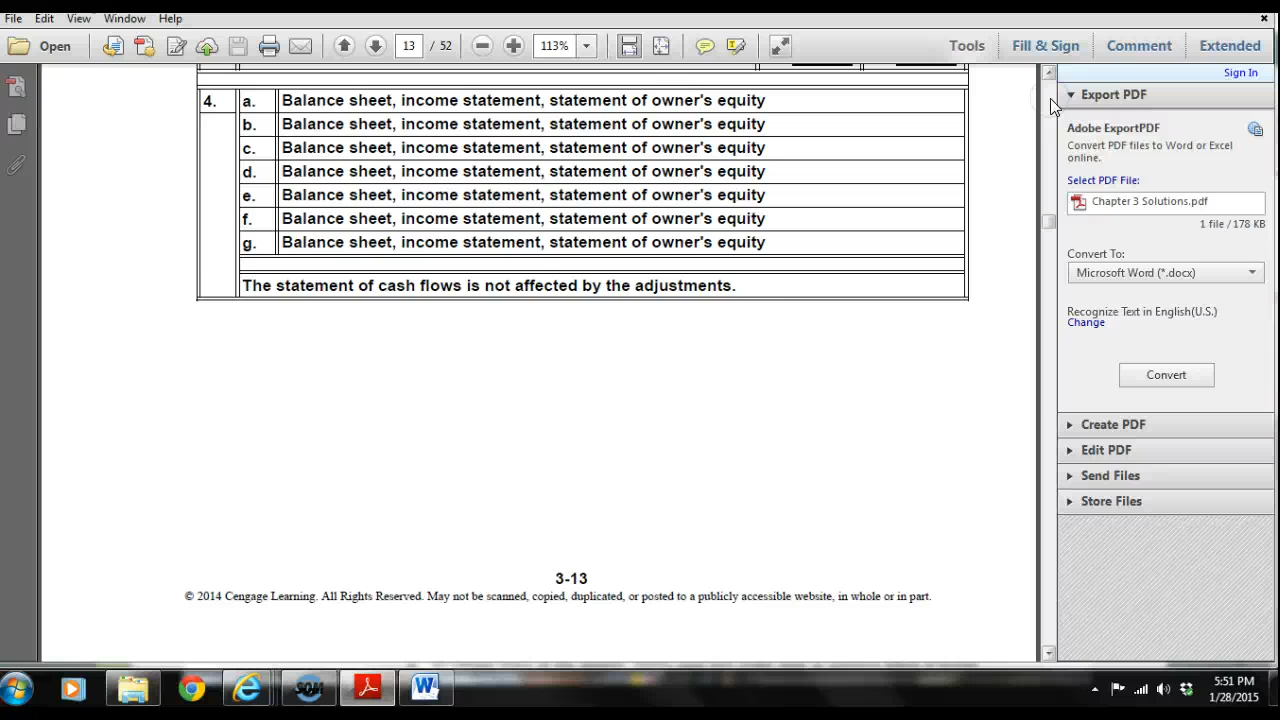 File Edit View Window Help
Open 13 / 52 113% Tools Fill & Sign Comment Extended
Sign In
4. a. Balance sheet, income statement, statement of owner's equity
b. Balance sheet, income statement, statement of owner's equity
c. Balance sheet, income statement, statement of owner's equity
d. Balance sheet, income statement, statement of owner's equity
e. Balance sheet, income statement, statement of owner's equity
f. Balance sheet, income statement, statement of owner's equity
g. Balance sheet, income statement, statement of owner's equity
The statement of cash flows is not affected by the adjustments.
3-13
© 2014 Cengage Learning. All Rights Reserved. May not be scanned, copied, duplicated, or posted to a publicly accessible website, in whole or in part.
Export PDF
Adobe ExportPDF
Convert PDF files to Word or Excel
online.
Select PDF File:
Chapter 3 Solutions.pdf
1 file / 178 KB
Convert To:
Microsoft Word (*.docx)
Recognize Text in English(U.S.)
Change
Convert
Create PDF
Edit PDF
Send Files
Store Files
5:51 PM
1/28/2015